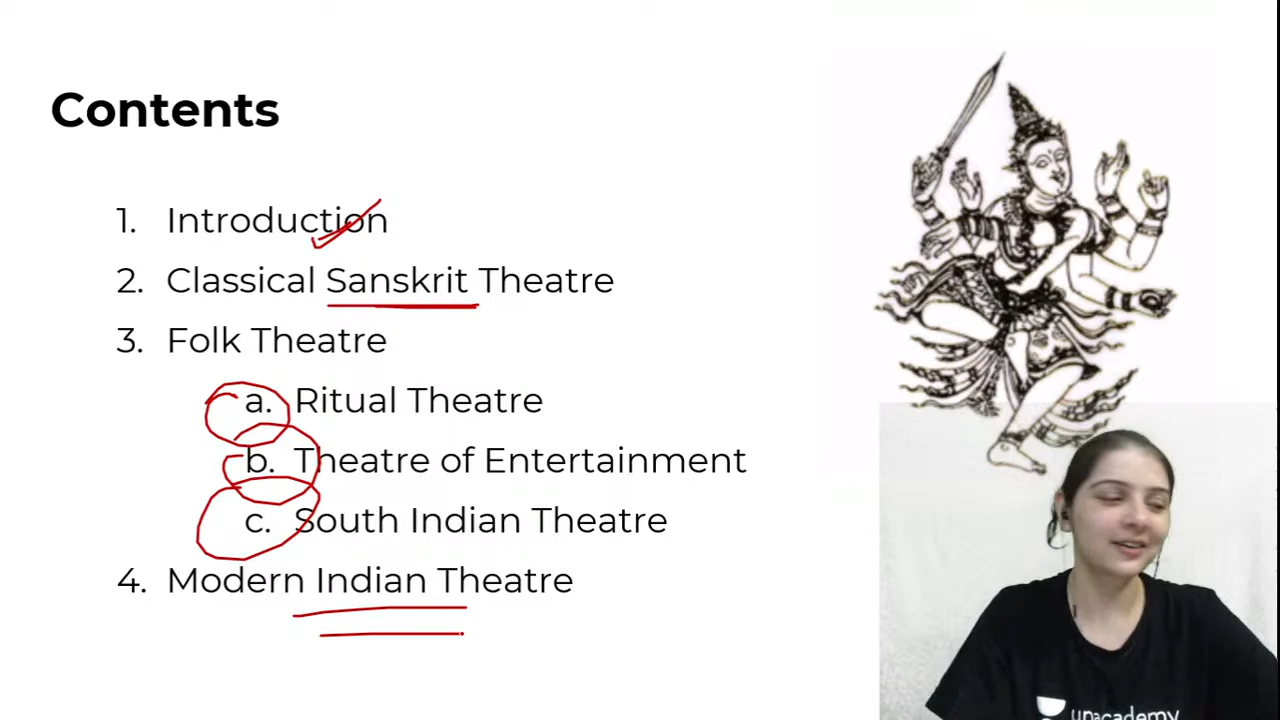 Contents
1. Introduction
2. Classical Sanskrit Theatre
3. Folk Theatre
a. Ritual Theatre
b. Theatre of Entertainment
c. South Indian Theatre
4. Modern Indian Theatre
unacademy